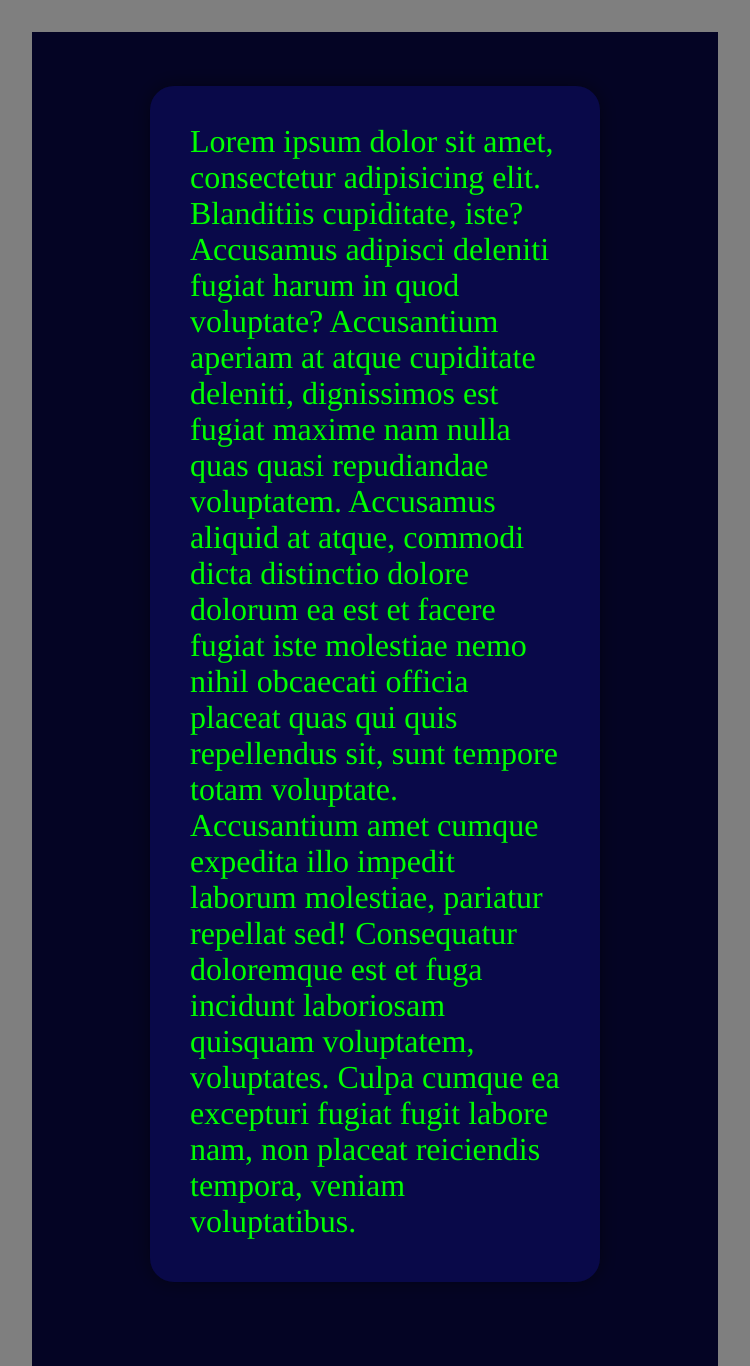 Lorem ipsum dolor sit amet,
consectetur adipisicing elit.
Blanditiis cupiditate, iste?
Accusamus adipisci deleniti
fugiat harum in quod
voluptate? Accusantium
aperiam at atque cupiditate
deleniti, dignissimos est
fugiat maxime nam nulla
quas quasi repudiandae
voluptatem. Accusamus
aliquid at atque, commodi
dicta distinctio dolore
dolorum ea est et facere
fugiat iste molestiae nemo
nihil obcaecati officia
placeat quas qui quis
repellendus sit, sunt tempore
totam voluptate.
Accusantium amet cumque
expedita illo impedit
laborum molestiae, pariatur
repellat sed! Consequatur
doloremque est et fuga
incidunt laboriosam
quisquam voluptatem,
voluptates. Culpa cumque ea
excepturi fugiat fugit labore
nam, non placeat reiciendis
tempora, veniam
voluptatibus.